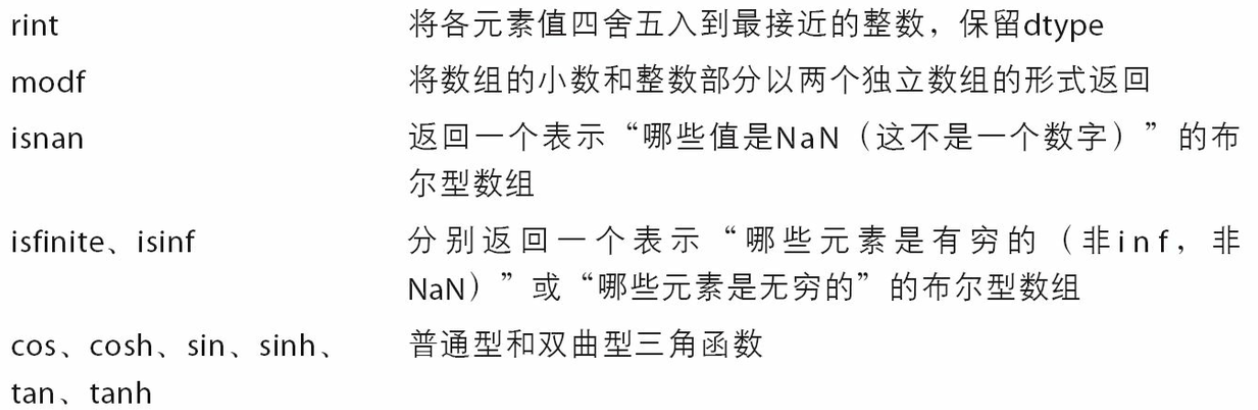 rint 将各元素值四舍五入到最接近的整数，保留dtype
modf 将数组的小数和整数部分以两个独立数组的形式返回
isnan 返回一个表示“哪些值是NaN（这不是一个数字）”的布
尔型数组
isfinite、isinf 分别返回一个表示“哪些元素是有穷的（非inf，非
NaN）”或“哪些元素是无穷的”的布尔型数组
cos、cosh、sin、sinh、 普通型和双曲型三角函数
tan、tanh